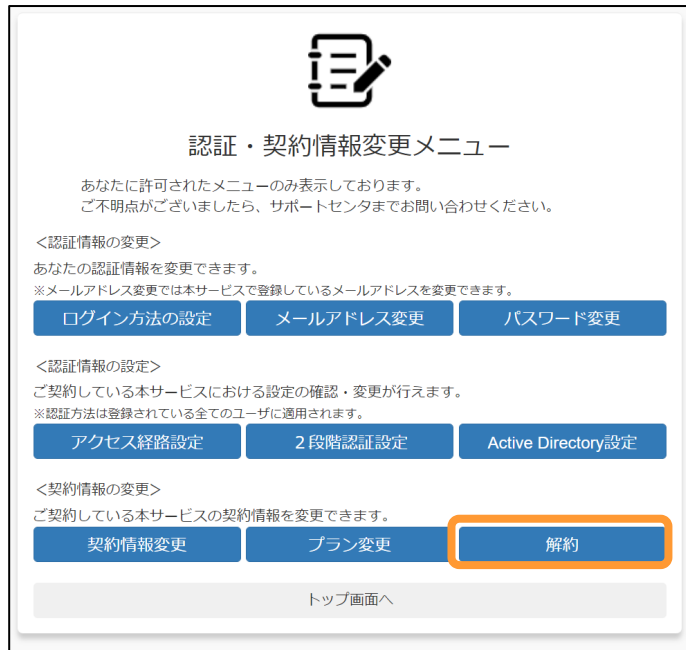 認証・契約情報変更メニュー
あなたに許可されたメニューのみ表示しております。
ご不明点がございましたら、サポートセンタまでお問い合わせください。
<認証情報の変更>
あなたの認証情報を変更できます。
※メールアドレス変更では本サービスで登録しているメールアドレスを変更できます。
ログイン方法の設定 メールアドレス変更 パスワード変更
<認証情報の設定>
ご契約している本サービスにおける設定の確認・変更が行えます。
※認証方法は登録されている全てのユーザに適用されます。
アクセス経路設定 2段階認証設定 Active Directory設定
<契約情報の変更>
ご契約している本サービスの契約情報を変更できます。
契約情報変更 プラン変更 解約
トップ画面へ